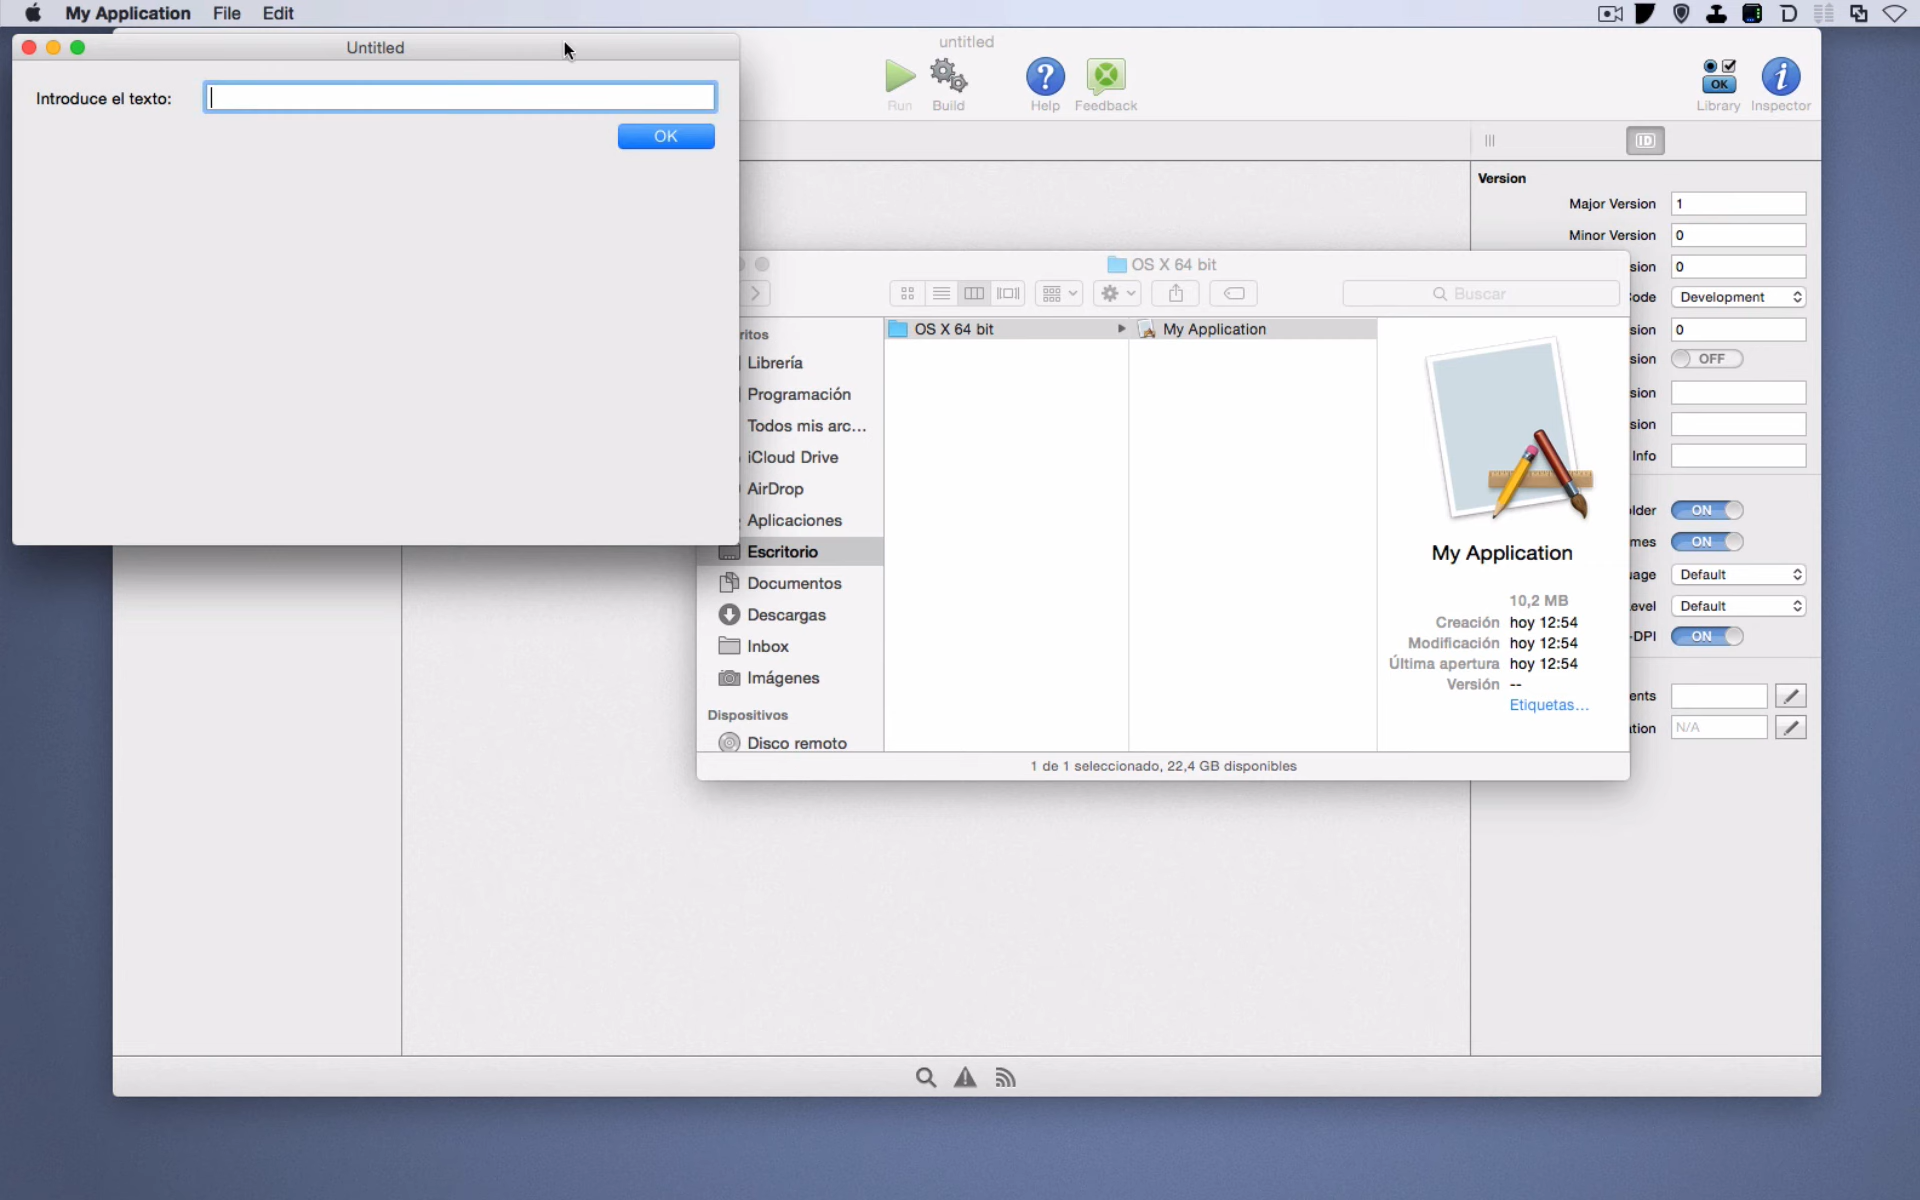 My Application File Edit
Untitled
Introduce el texto:
OK
untitled
Run Build Help Feedback
OK
Library Inspector
ID
Version
Major Version 1
Minor Version 0
sion 0
ode Development
sion 0
sion OFF
sion
sion
Info
lder ON
mes ON
uage Default
evel Default
-DPI ON
ents
tion N/A
OS X 64 bit
Buscar
ritos
Librería
Programación
Todos mis arc...
iCloud Drive
AirDrop
Aplicaciones
Escritorio
Documentos
Descargas
Inbox
Imágenes
Dispositivos
Disco remoto
OS X 64 bit
My Application
My Application
10,2 MB
Creación hoy 12:54
Modificación hoy 12:54
Última apertura hoy 12:54
Versión --
Etiquetas...
1 de 1 seleccionado, 22,4 GB disponibles